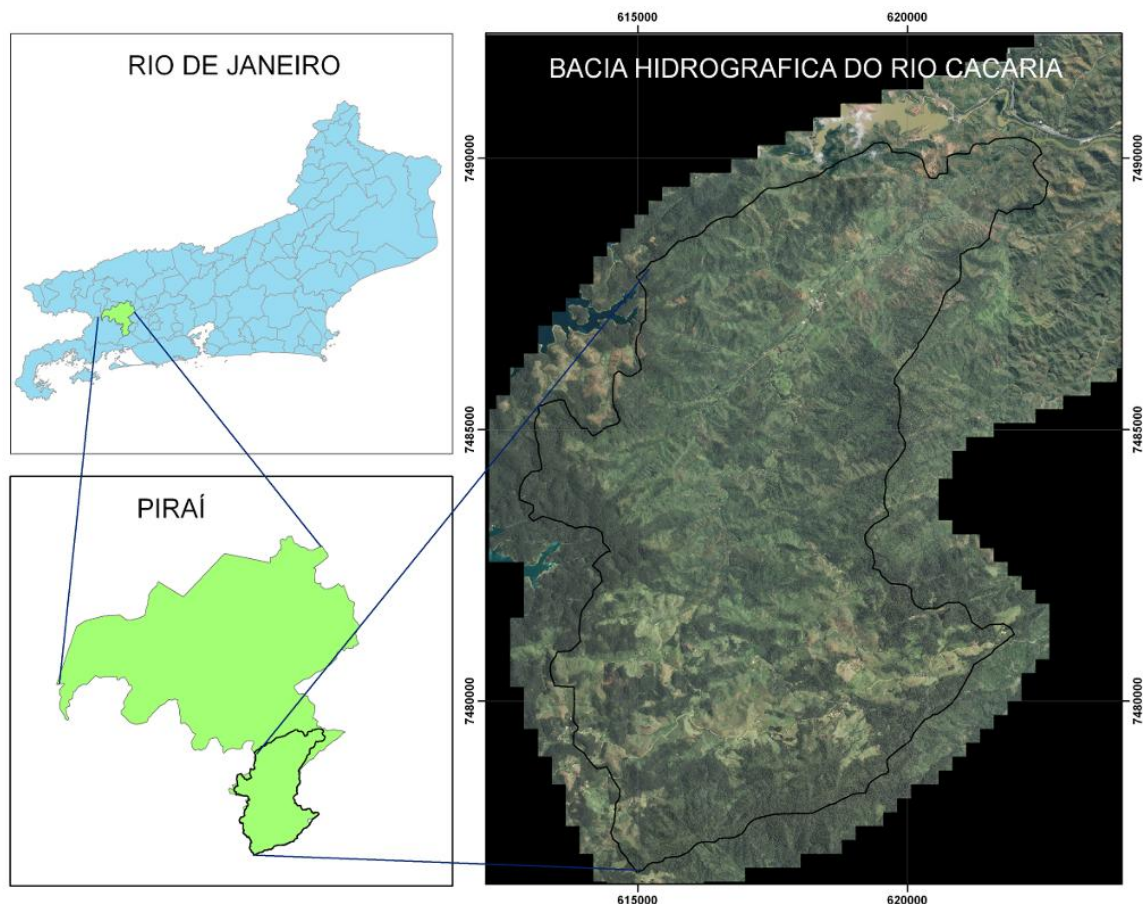 RIO DE JANEIRO
PIRAÍ
615000 620000
BACIA HIDROGRAFICA DO RIO CACARIA
7490000 7490000
7485000 7485000
7480000 7480000
615000 620000